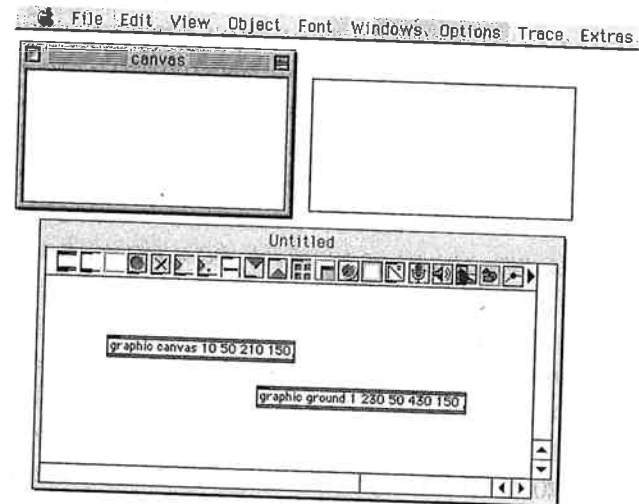 File Edit View Object Font Windows Options Trace Extras
canvas
Untitled
graphic canvas 10 50 210 150
graphic ground 1 230 50 430 150